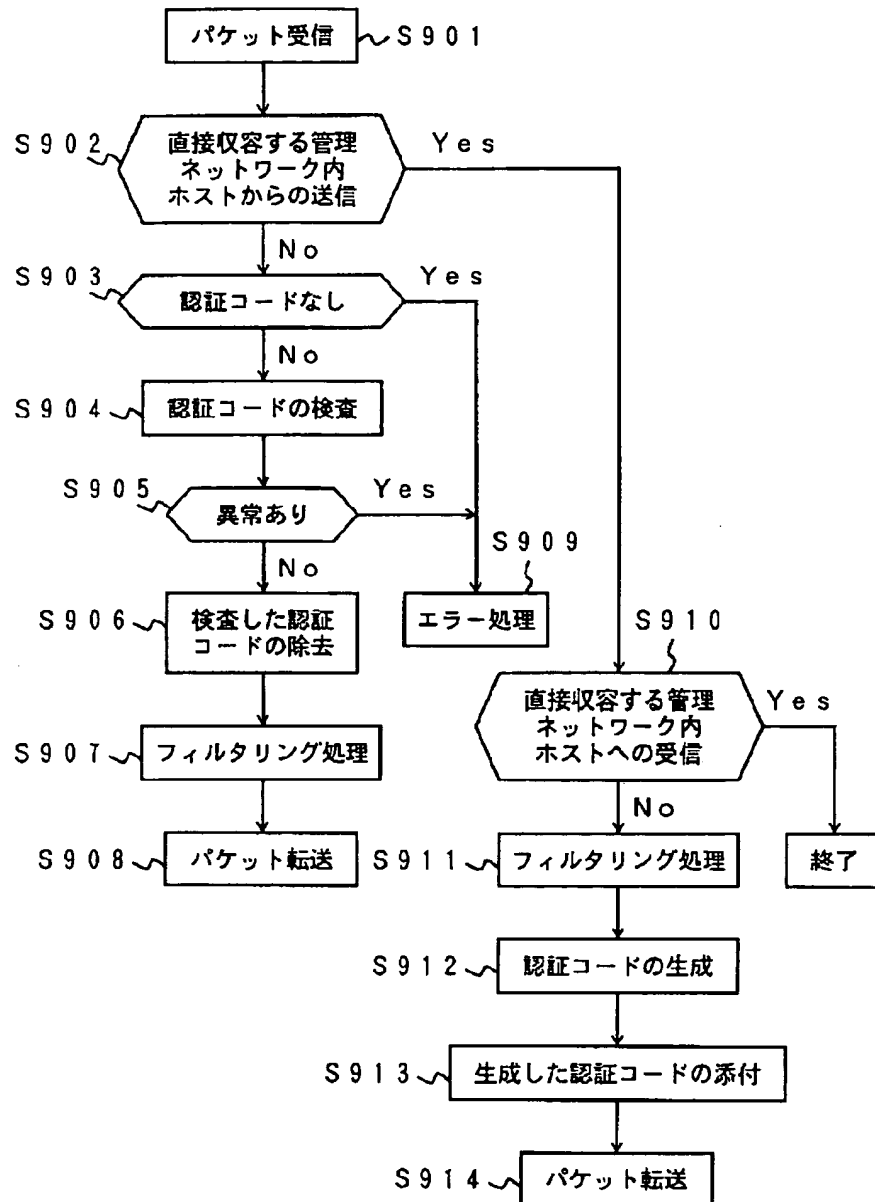 パケット受信
S901
S902
直接収容する管理
ネットワーク内
ホストからの送信
Yes
No
S903
認証コードなし
Yes
No
S904
認証コードの検査
S905
異常あり
Yes
No
S906
検査した認証
コードの除去
S909
エラー処理
S907
フィルタリング処理
S908
パケット転送
S910
直接収容する管理
ネットワーク内
ホストへの受信
Yes
No
終了
S911
フィルタリング処理
S912
認証コードの生成
S913
生成した認証コードの添付
S914
パケット転送